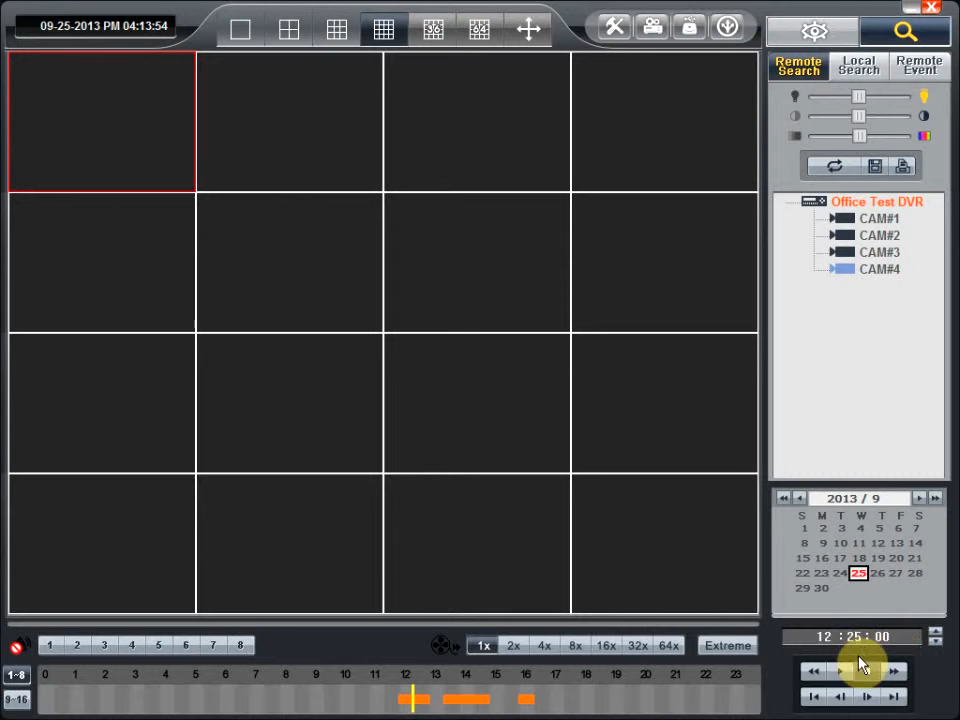 09-25-2013 PM 04:13:54
36 64
Remote Search
Local Search
Remote Event
Office Test DVR
CAM#1
CAM#2
CAM#3
CAM#4
2013 / 9
S M T W T F S
1 2 3 4 5 6 7
8 9 10 11 12 13 14
15 16 17 18 19 20 21
22 23 24 25 26 27 28
29 30
12 : 25 : 00
1 2 3 4 5 6 7 8
1x 2x 4x 8x 16x 32x 64x Extreme
1~8 0 1 2 3 4 5 6 7 8 9 10 11 12 13 14 15 16 17 18 19 20 21 22 23
9~16